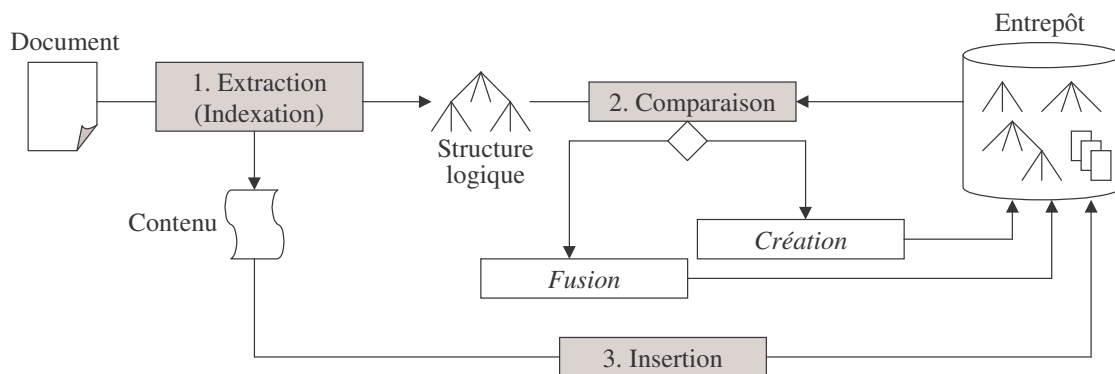 Document
Entrepôt
1. Extraction
(Indexation)
2. Comparaison
Structure
logique
Contenu
Création
Fusion
3. Insertion